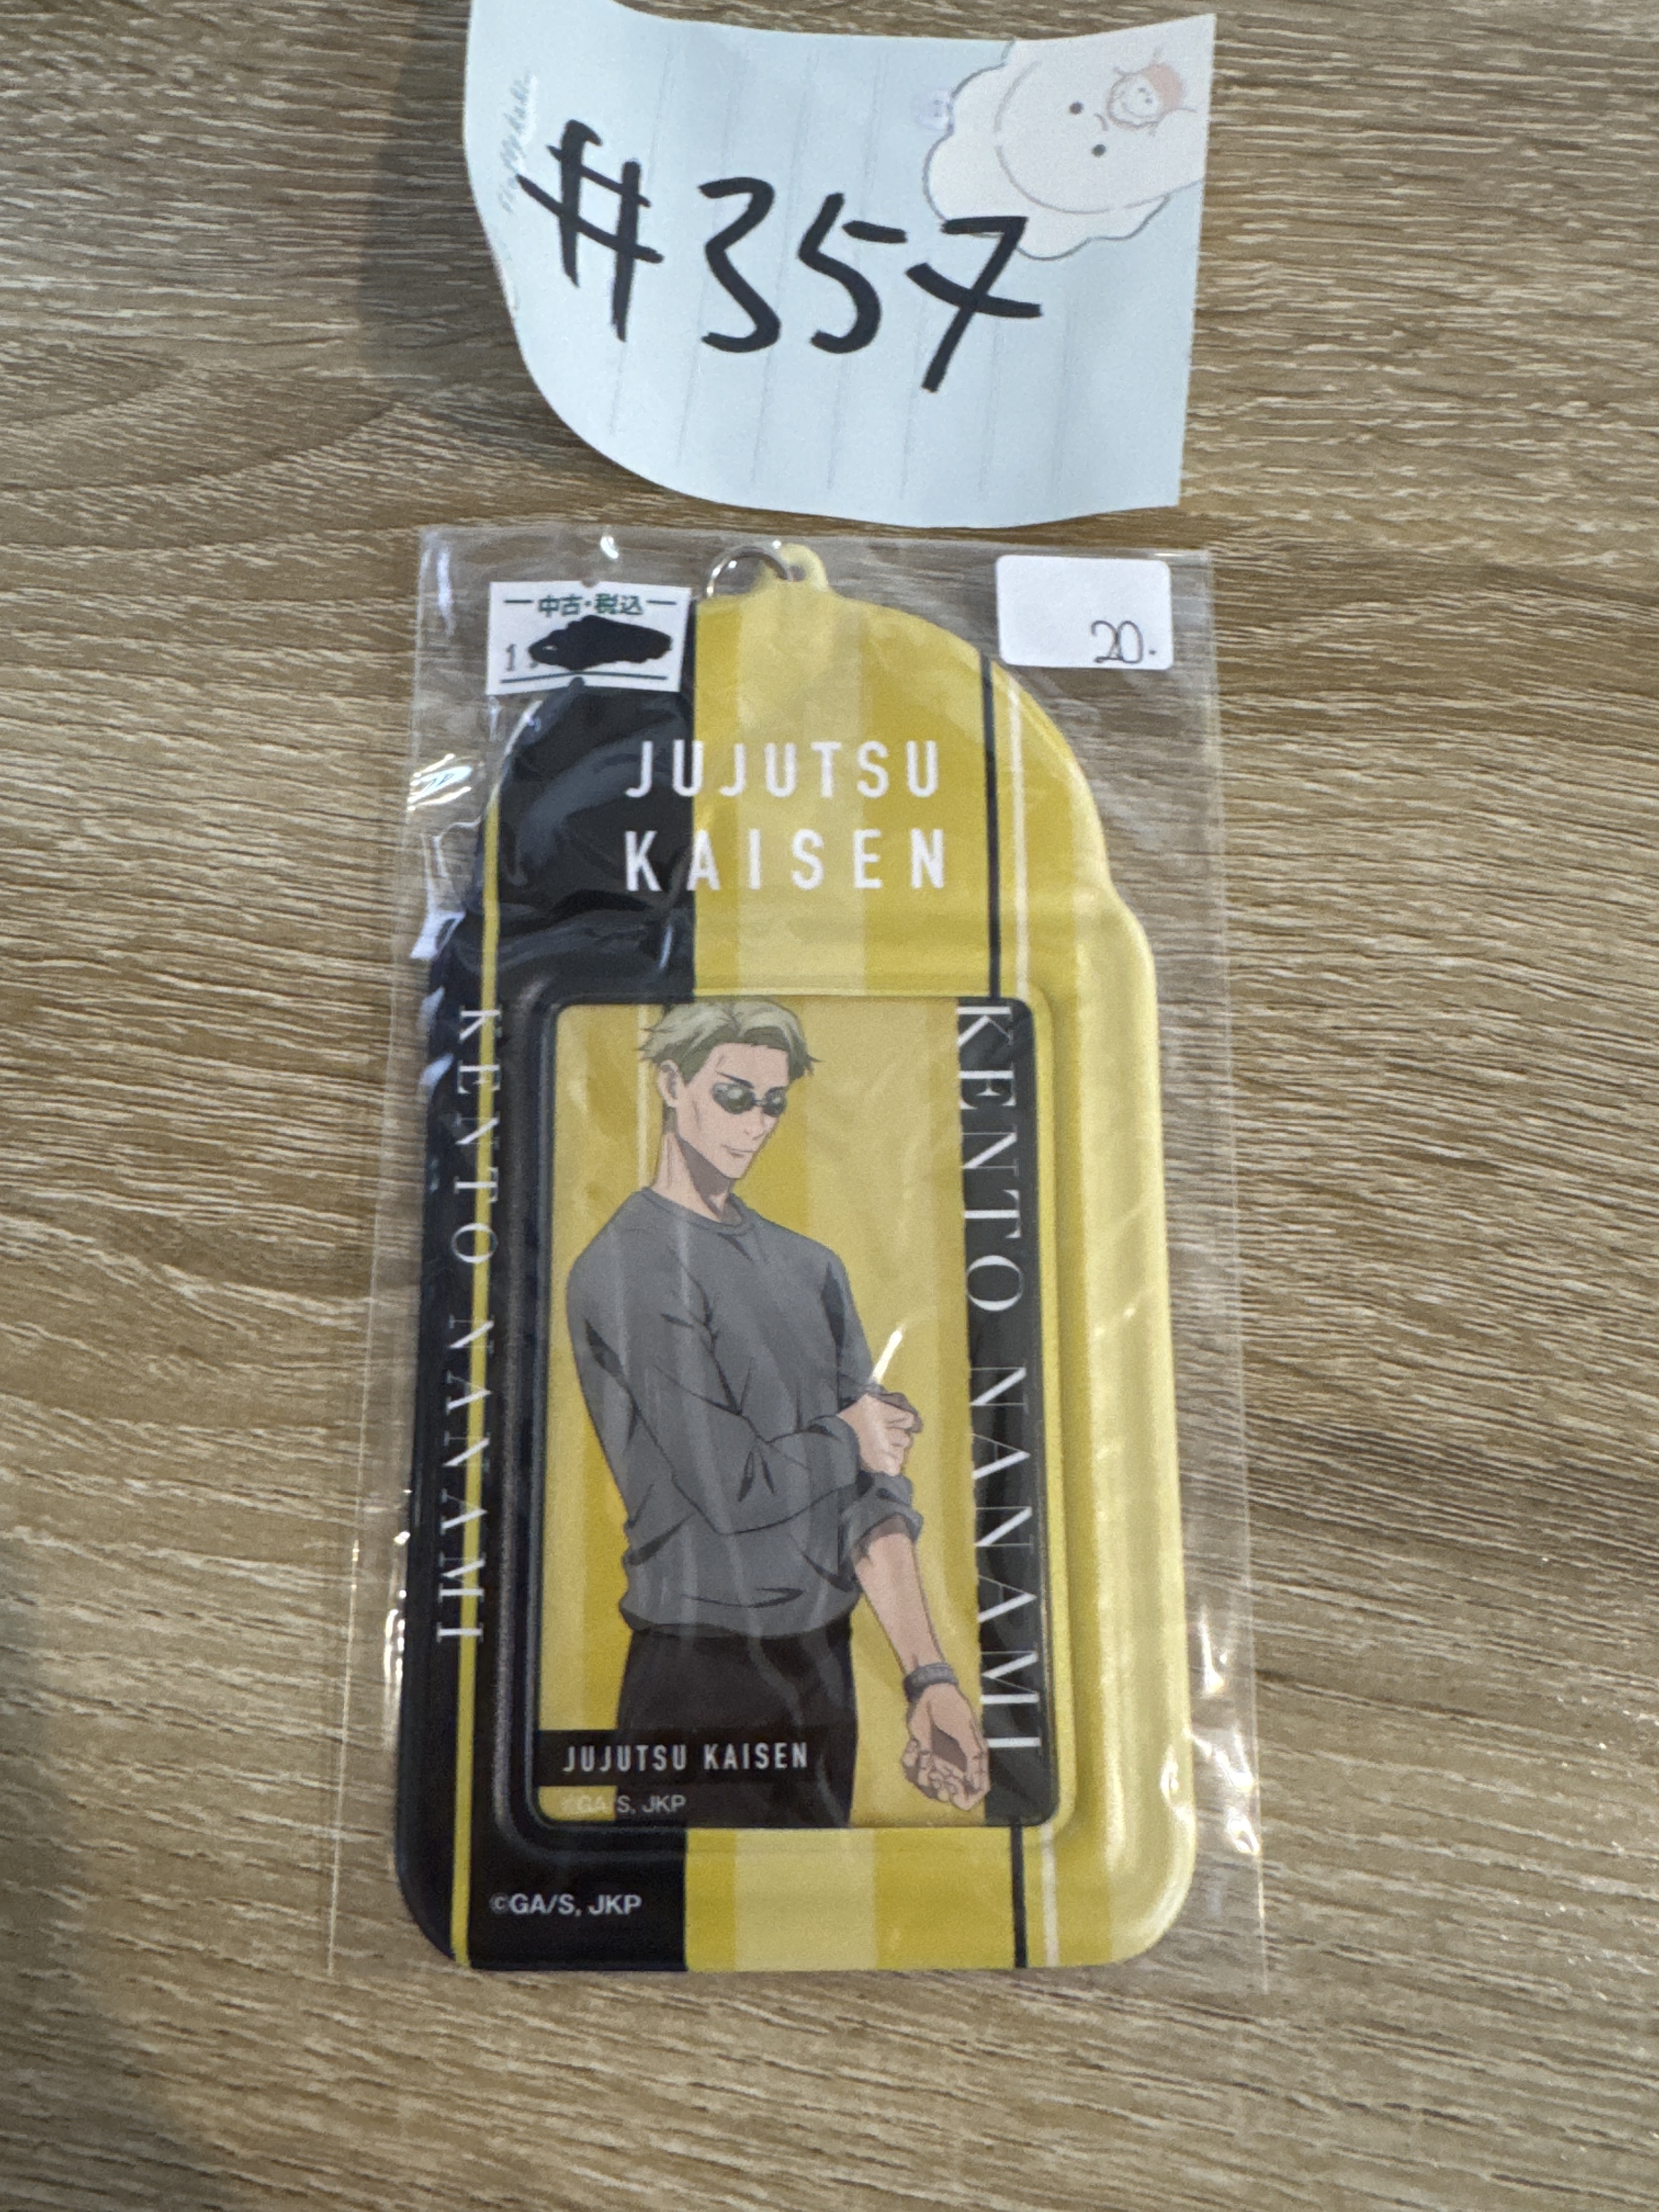 #357
中古・税込
20.
JUJUTSU
KAISEN
KENTO NANAMI
KENTO NANAMI
JUJUTSU KAISEN
©GA/S, JKP
©GA/S, JKP